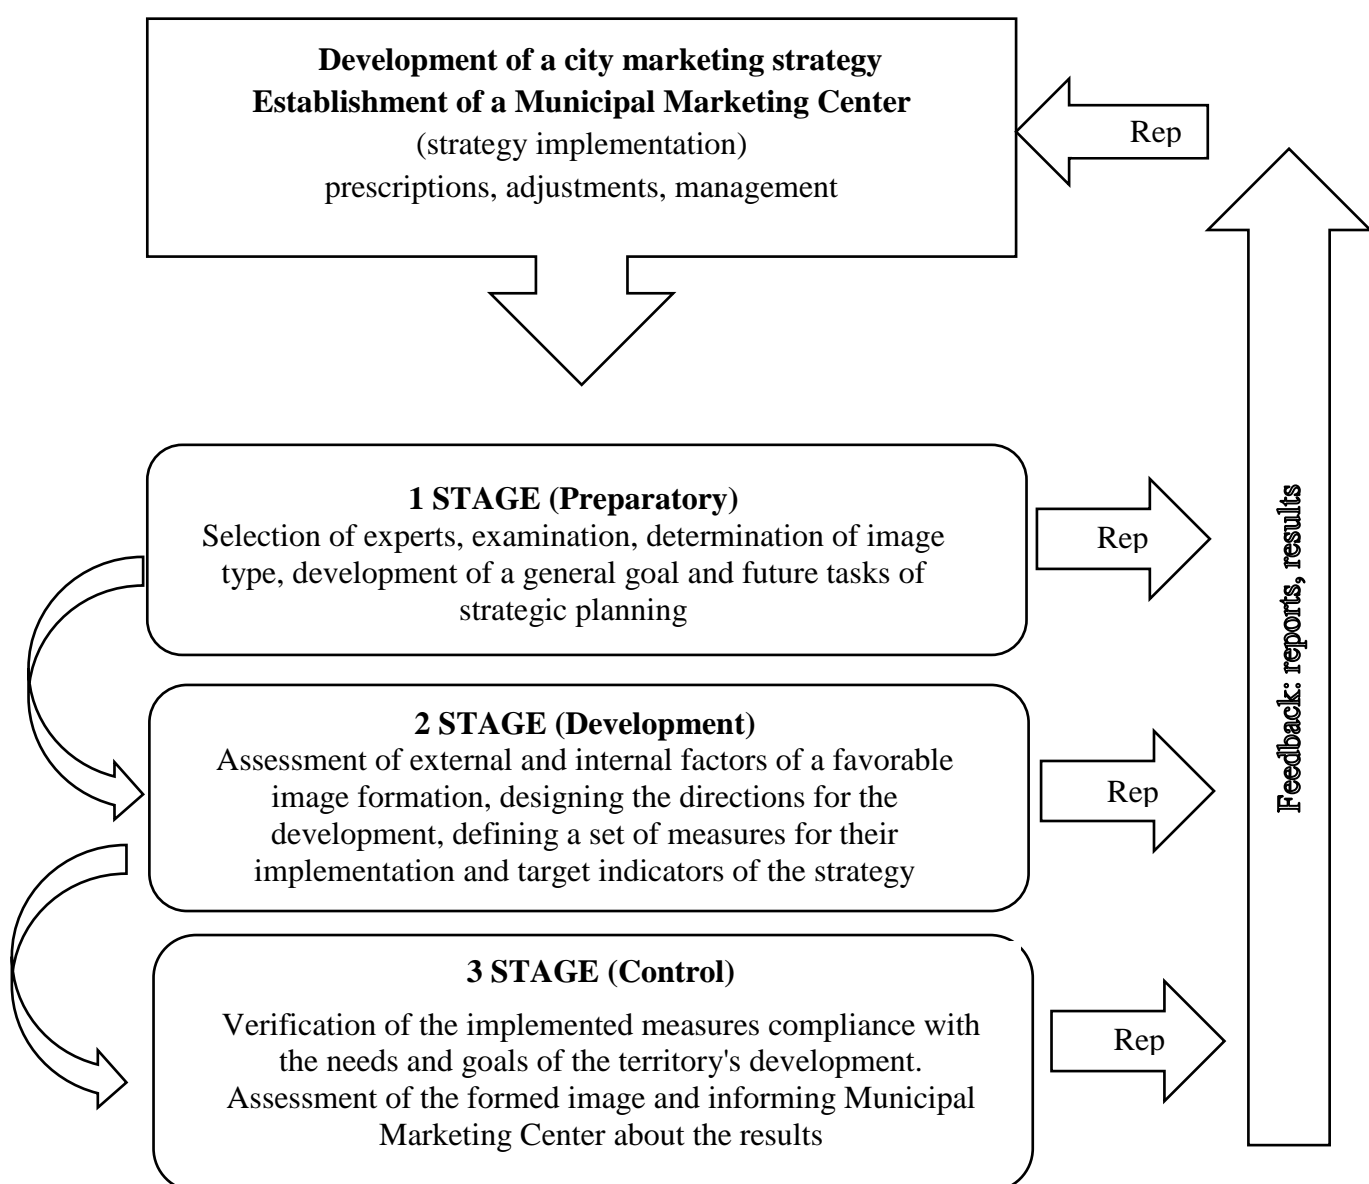 Development of a city marketing strategy
Establishment of a Municipal Marketing Center
(strategy implementation)
prescriptions, adjustments, management
Rep
1 STAGE (Preparatory)
Selection of experts, examination, determination of image
type, development of a general goal and future tasks of
strategic planning
Rep
2 STAGE (Development)
Assessment of external and internal factors of a favorable
image formation, designing the directions for the
development, defining a set of measures for their
implementation and target indicators of the strategy
Rep
3 STAGE (Control)
Verification of the implemented measures compliance with
the needs and goals of the territory's development.
Assessment of the formed image and informing Municipal
Marketing Center about the results
Rep
Feedback: reports, results